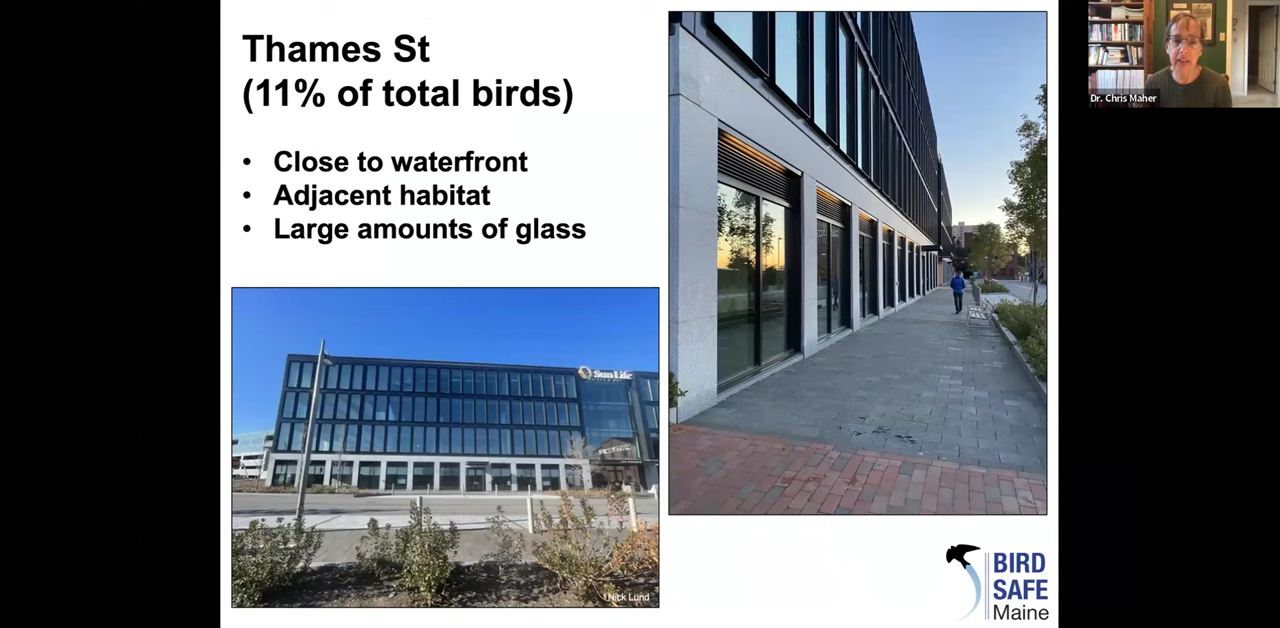 Thames St
(11% of total birds)
• Close to waterfront
• Adjacent habitat
• Large amounts of glass
Sun Life
Nick Lund
BIRD
SAFE
Maine
Dr. Chris Maher